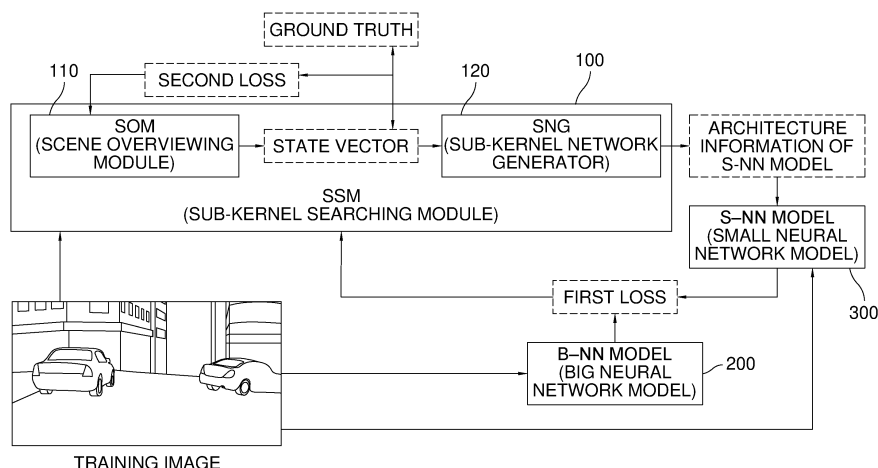 GROUND TRUTH
110
SECOND LOSS
120
100
SOM
(SCENE OVERVIEWING
MODULE)
STATE VECTOR
SNG
(SUB-KERNEL NETWORK
GENERATOR)
ARCHITECTURE
INFORMATION OF
S-NN MODEL
SSM
(SUB-KERNEL SEARCHING MODULE)
S–NN MODEL
(SMALL NEURAL
NETWORK MODEL)
300
FIRST LOSS
B–NN MODEL
(BIG NEURAL
NETWORK MODEL)
200
TRAINING IMAGE